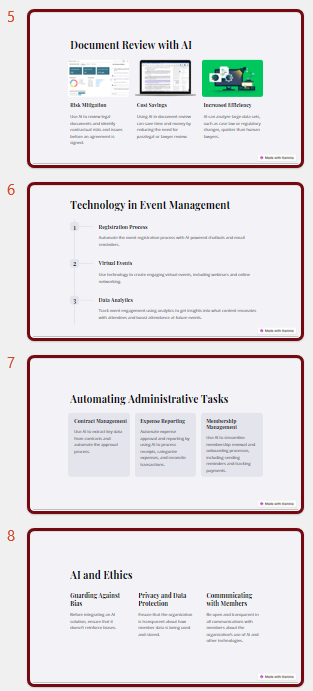 5
Document Review with AI
Risk Mitigation
Use AI to review legal
documents and identify
contractual risks and issues
before an agreement is
signed.
Cost Savings
Using AI in document review
can save time and money by
reducing the need for
paralegal or lawyer review.
Increased Efficiency
AI can analyze large data sets,
such as case law or regulatory
changes, quicker than human
lawyers.
Made with Gamma
6
Technology in Event Management
1
Registration Process
Automate the event registration process with AI-powered chatbots and email
reminders.
2
Virtual Events
Use technology to create engaging virtual events, including webinars and online
networking.
3
Data Analytics
Track event engagement using analytics to get insights into what content resonates
with attendees and boost attendance at future events.
Made with Gamma
7
Automating Administrative Tasks
Contract Management
Use AI to extract key data
from contracts and
automate the approval
process.
Expense Reporting
Automate expense
approval and reporting by
using AI to process
receipts, categorize
expenses, and reconcile
transactions.
Membership
Management
Use AI to streamline
membership renewal and
onboarding processes,
including sending
reminders and tracking
payments.
Made with Gamma
8
AI and Ethics
Guarding Against
Bias
Before integrating an AI
solution, ensure that it
doesn't reinforce biases.
Privacy and Data
Protection
Ensure that the organization
is transparent about how
member data is being used
and stored.
Communicating
with Members
Be open and transparent in
all communications with
members about the
organization's use of AI and
other technologies.
Made with Gamma